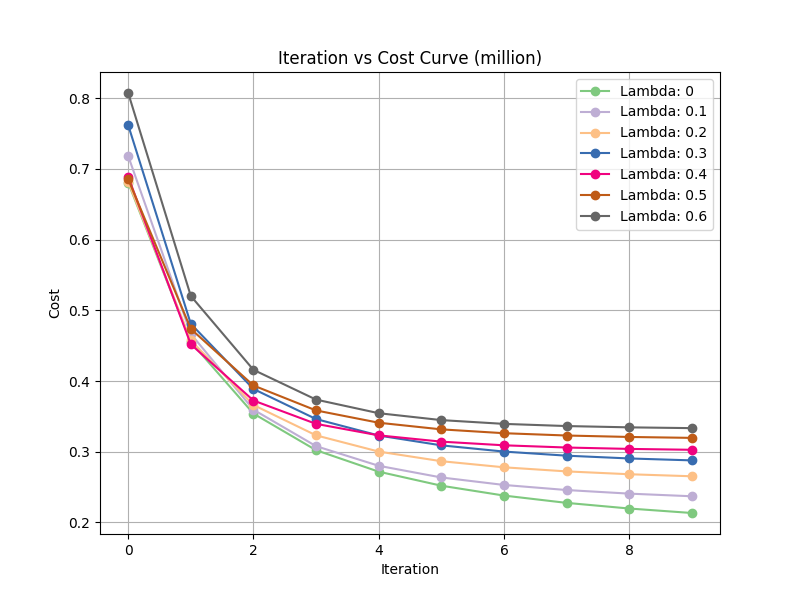 Iteration vs Cost Curve (million)
Lambda: 0
Lambda: 0.1
Lambda: 0.2
Lambda: 0.3
Lambda: 0.4
Lambda: 0.5
Lambda: 0.6
0.8
0.7
0.6
0.5
0.4
0.3
0.2
Cost
0 2 4 6 8
Iteration